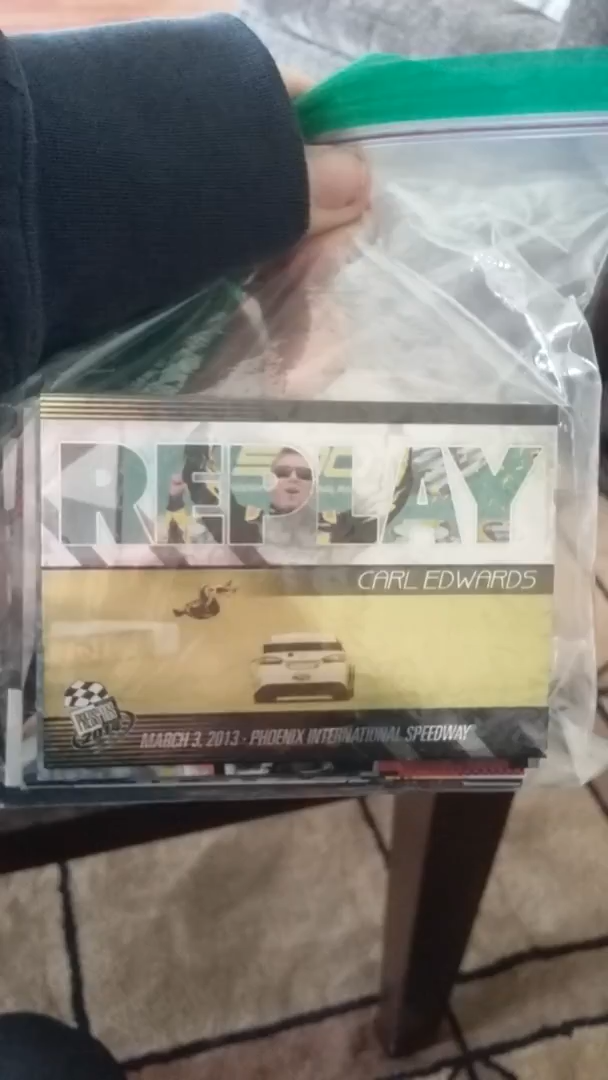 REPLAY
CARL EDWARDS
MARCH 3, 2013 - PHOENIX INTERNATIONAL SPEEDWAY